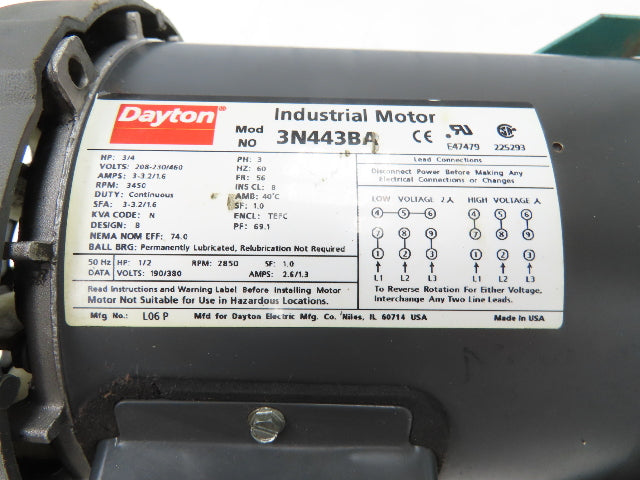 Dayton®
Industrial Motor
Mod NO 3N443BA CE
E47479 225293
HP: 3/4
VOLTS: 208-230/460
AMPS: 3-3.2/1.6
RPM: 3450
DUTY: Continuous
SFA: 3-3.2/1.6
KVA CODE: N
DESIGN: B
NEMA NOM EFF: 74.0
BALL BRG: Permanently Lubricated, Relubrication Not Required
PH: 3
HZ: 60
FR: 56
INS CL: B
AMB: 40°C
SF: 1.0
ENCL: TEFC
PF: 69.1
50 Hz HP: 1/2 RPM: 2850 SF: 1.0
DATA VOLTS: 190/380 AMPS: 2.6/1.3
Read Instructions and Warning Label Before Installing Motor
Motor Not Suitable for Use in Hazardous Locations.
Lead Connections
Disconnect Power Before Making Any
Electrical Connections or Changes
LOW VOLTAGE 2⅄ HIGH VOLTAGE ⅄
4 5 6 4 5 6
7 8 9 7 8 9
1 2 3 1 2 3
L1 L2 L3 L1 L2 L3
To Reverse Rotation For Either Voltage,
Interchange Any Two Line Leads.
Mfg. No.: L06 P Mfd for Dayton Electric Mfg. Co. Niles, IL 60714 USA Made in USA